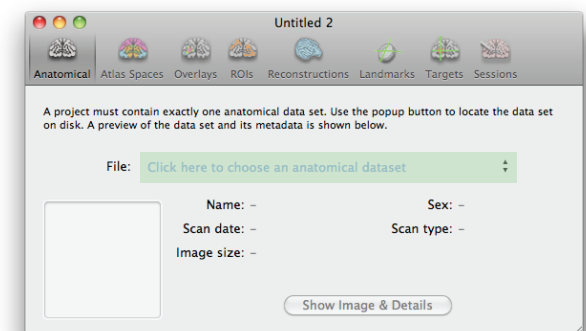 Untitled 2
Anatomical Atlas Spaces Overlays ROIs Reconstructions Landmarks Targets Sessions
A project must contain exactly one anatomical data set. Use the popup button to locate the data set
on disk. A preview of the data set and its metadata is shown below.
File: Click here to choose an anatomical dataset
Name: – Sex: –
Scan date: – Scan type: –
Image size: –
Show Image & Details